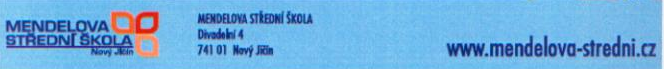 MENDELOVA
STŘEDNÍ ŠKOLA
Nový Jičín
MENDELOVA STŘEDNÍ ŠKOLA
Divadelní 4
741 01 Nový Jičín
www.mendelova-stredni.cz